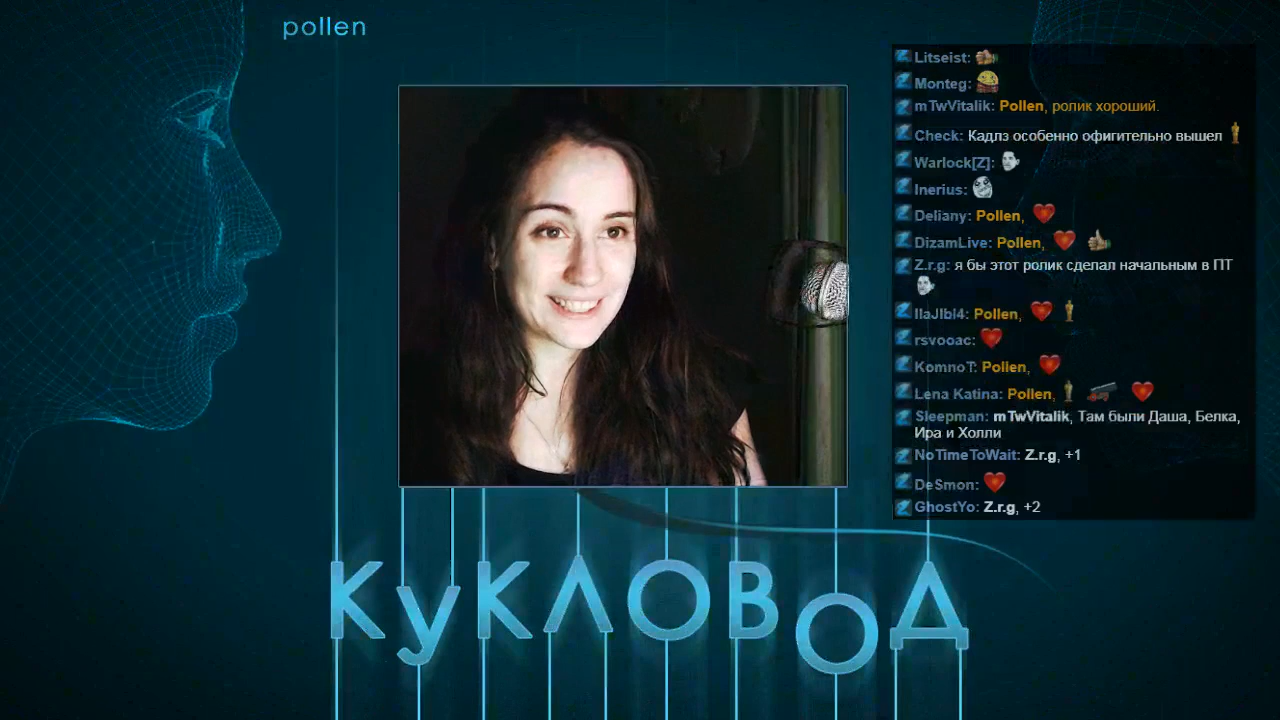 pollen
Litseist:
Monteg:
mTwVitalik: Pollen, ролик хороший.
Check: Кадлз особенно офигительно вышел
Warlock[Z]:
Inerius:
Deliany: Pollen,
DizamLive: Pollen,
Z.r.g: я бы этот ролик сделал начальным в ПТ
IlaJlbI4: Pollen,
rsvooac:
KomnoT: Pollen,
Lena Katina: Pollen,
Sleepman: mTwVitalik, Там были Даша, Белка,
Ира и Холли
NoTimeToWait: Z.r.g, +1
DeSmon:
GhostYo: Z.r.g, +2
КУКЛОВОД